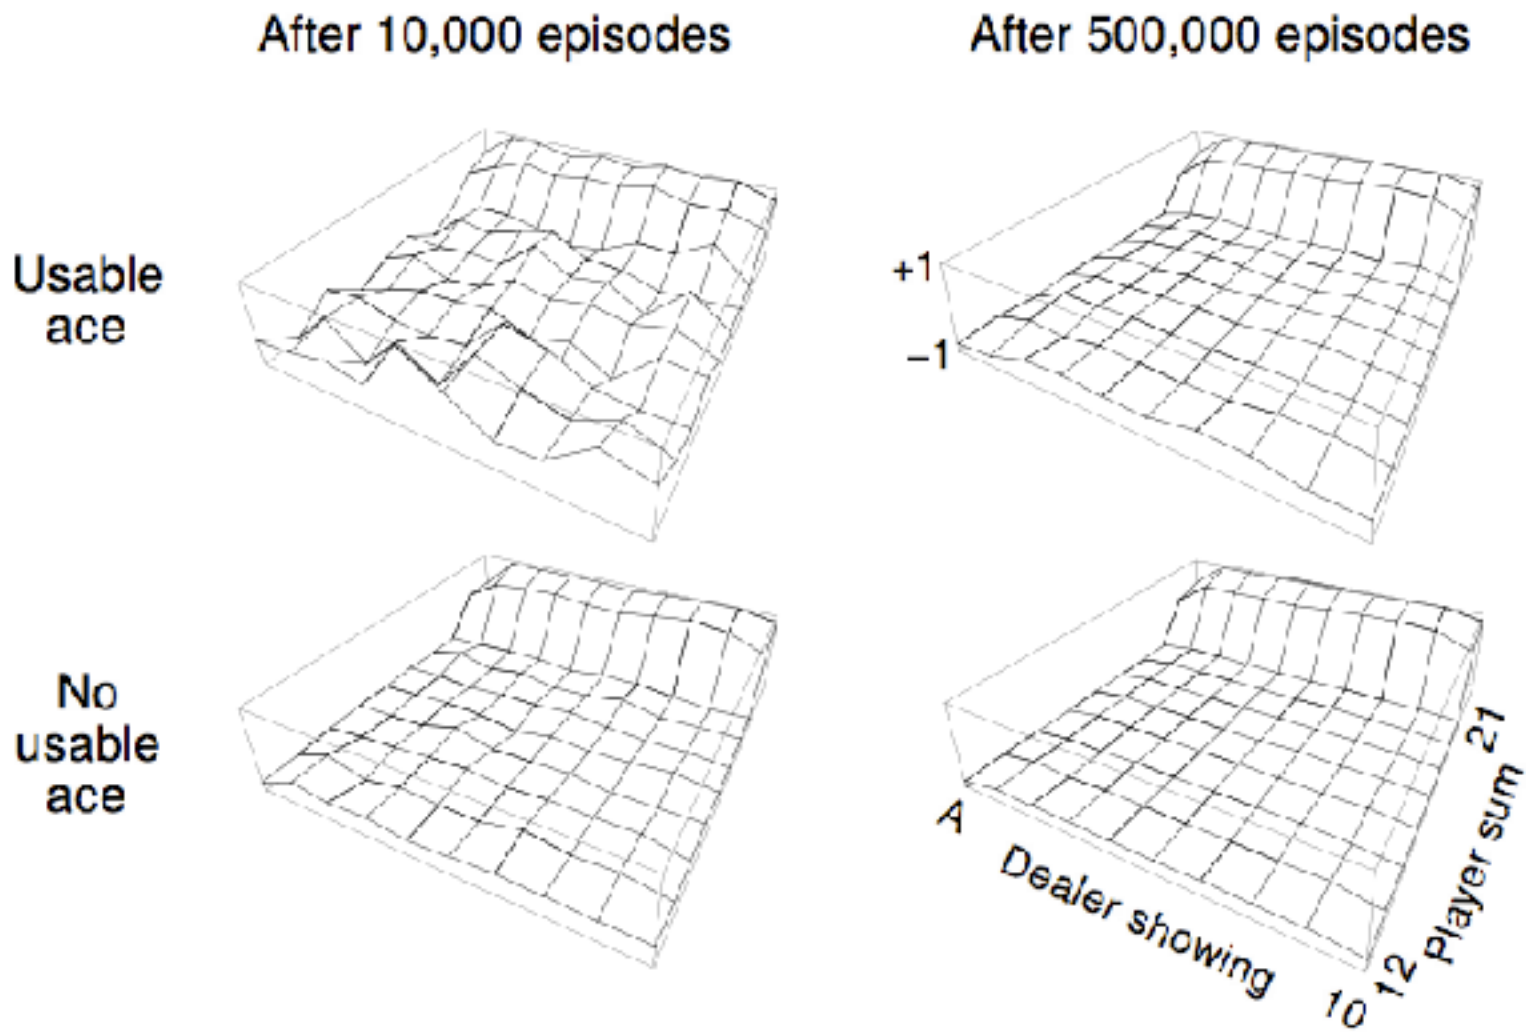 After 10,000 episodes
After 500,000 episodes
Usable
ace
+1
−1
No
usable
ace
A
Dealer showing
10
12
Player sum
21